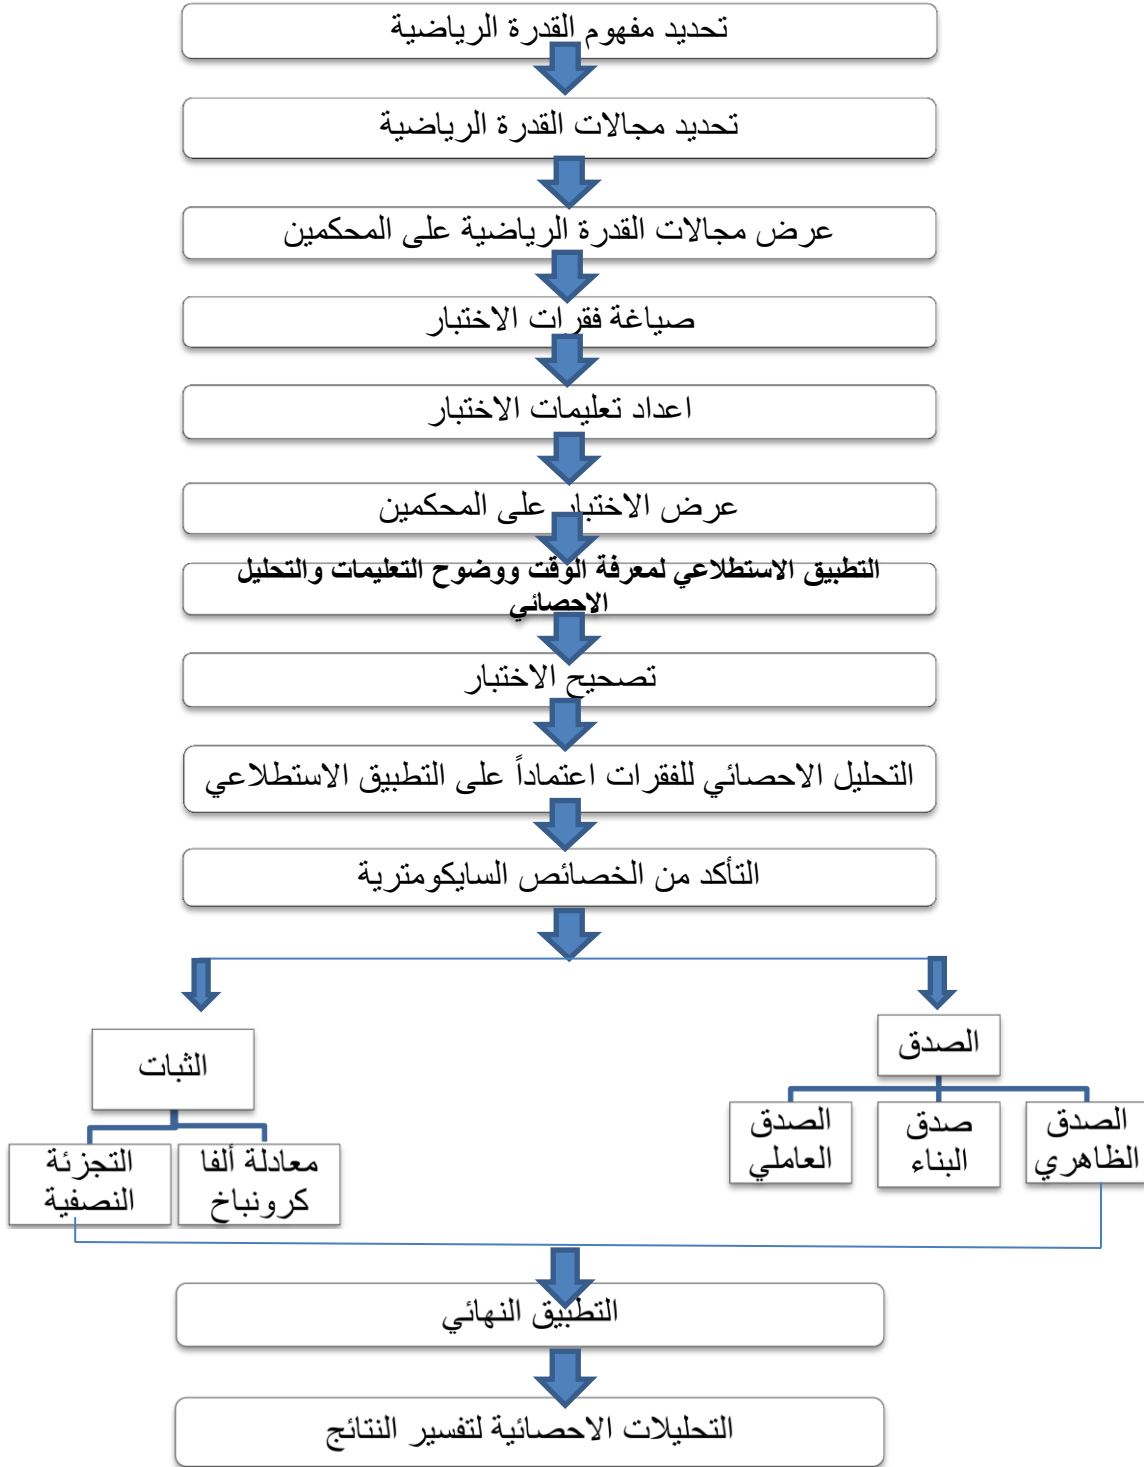 تحديد مفهوم القدرة الرياضية
تحديد مجالات القدرة الرياضية
عرض مجالات القدرة الرياضية على المحكمين
صياغة فقرات الاختبار
اعداد تعليمات الاختبار
عرض الاختبار على المحكمين
التطبيق الاستطلاعي لمعرفة الوقت ووضوح التعليمات والتحليل
الاحصائي
تصحيح الاختبار
التحليل الاحصائي للفقرات اعتماداً على التطبيق الاستطلاعي
التأكد من الخصائص السايكومترية
الصدق
الصدق
الظاهري
صدق
البناء
الصدق
العاملي
الثبات
معادلة ألفا
كرونباخ
التجزئة
النصفية
التطبيق النهائي
التحليلات الاحصائية لتفسير النتائج